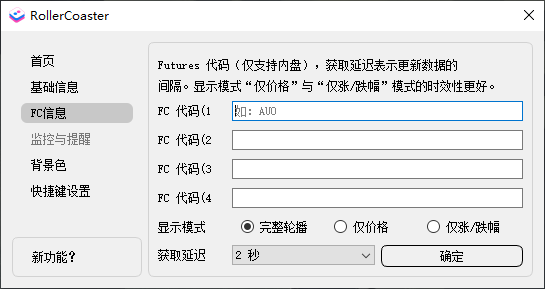 RollerCoaster
首页
基础信息
FC信息
监控与提醒
背景色
快捷键设置
新功能？
Futures 代码（仅支持内盘），获取延迟表示更新数据的
间隔。显示模式“仅价格”与“仅涨/跌幅”模式的时效性更好。
FC 代码(1
如: AU0
FC 代码(2
FC 代码(3
FC 代码(4
显示模式 完整轮播 仅价格 仅涨/跌幅
获取延迟 2 秒 确定